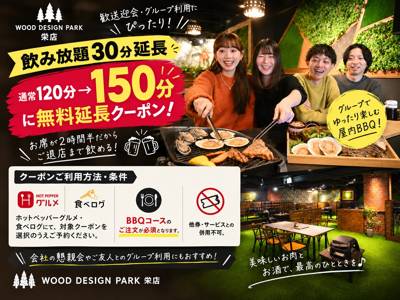 WOOD DESIGN PARK
栄店
歓送迎会・グループ利用に
ぴったり!
飲み放題30分延長
通常120分→150分
に無料延長クーポン!
お席が2時間半だから
ご退店まで飲める!
グループで
ゆったり楽しむ
屋内BBQ!
クーポンご利用方法・条件
HOT PEPPER
グルメ
食べログ
ホットペッパーグルメ・
食べログにて、対象クーポンを
選択のうえご予約ください。
BBQコースの
ご注文が必須となります。
他券・サービスとの
併用不可。
会社の懇親会やご友人とのグループ利用にもおすすめ!
WOOD DESIGN PARK 栄店
美味しいお肉と
お酒で、最高のひとときを♪